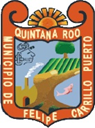 QUINTANA ROO
MUNICIPIO DE
FELIPE
CARRILLO PUERTO